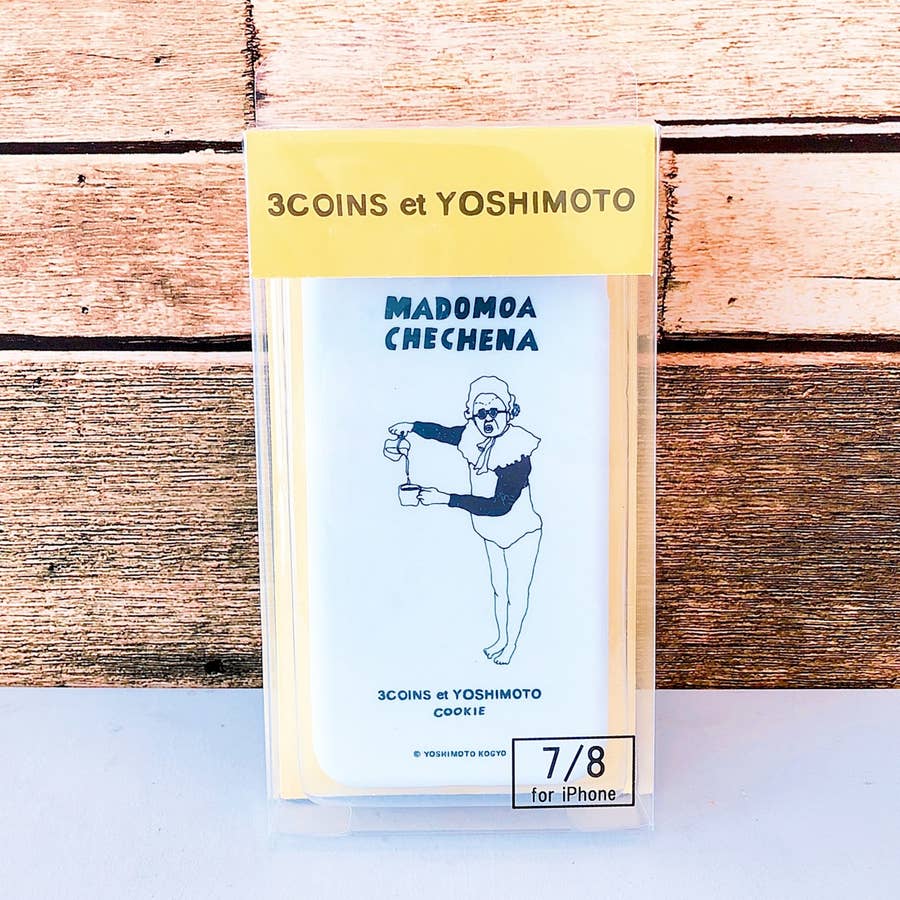 3COINS et YOSHIMOTO
MADOMOA
CHECHENA
3COINS et YOSHIMOTO
COOKIE
© YOSHIMOTO KOGYO
7/8
for iPhone